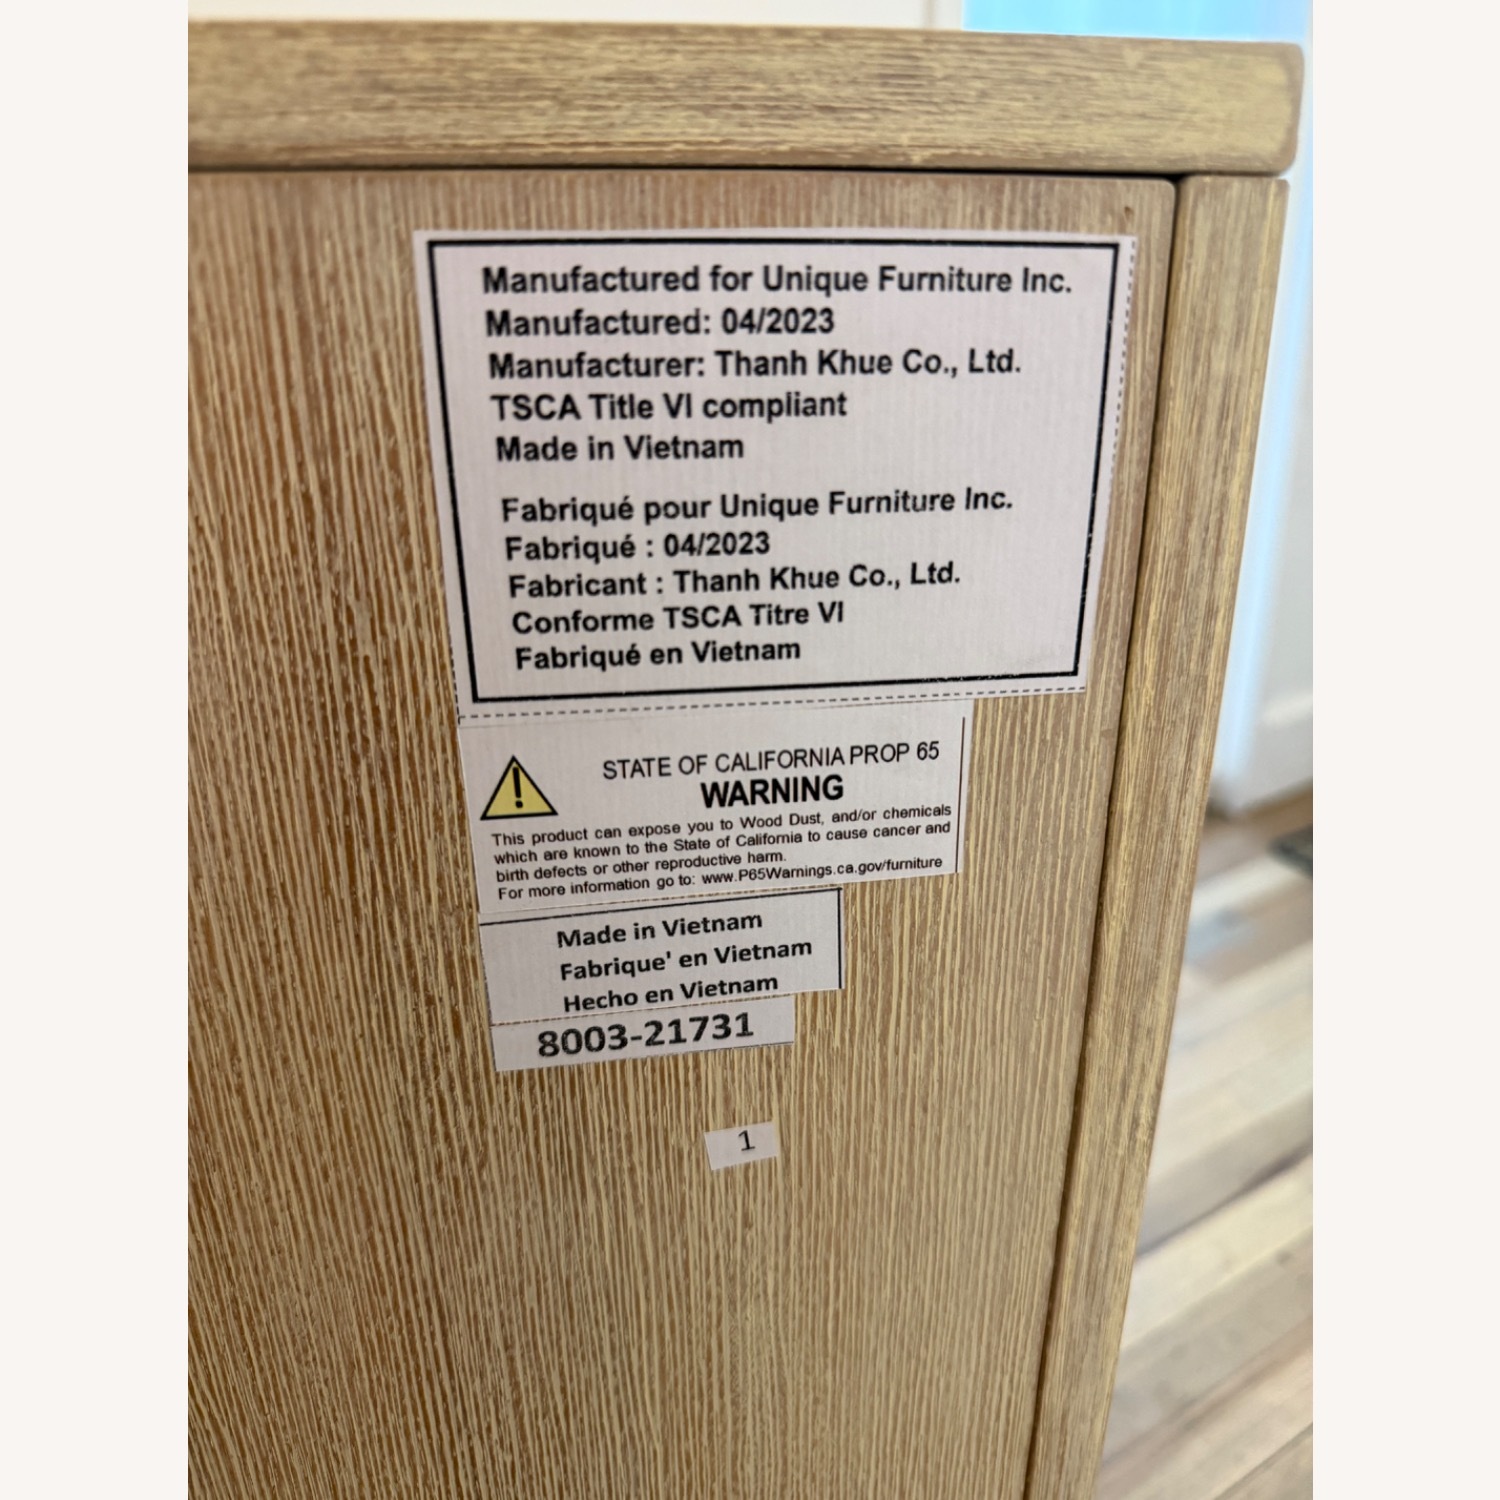 Manufactured for Unique Furniture Inc.
Manufactured: 04/2023
Manufacturer: Thanh Khue Co., Ltd.
TSCA Title VI compliant
Made in Vietnam
Fabriqué pour Unique Furniture Inc.
Fabriqué : 04/2023
Fabricant : Thanh Khue Co., Ltd.
Conforme TSCA Titre VI
Fabriqué en Vietnam
STATE OF CALIFORNIA PROP 65
WARNING
This product can expose you to Wood Dust, and/or chemicals
which are known to the State of California to cause cancer and
birth defects or other reproductive harm.
For more information go to: www.P65Warnings.ca.gov/furniture
Made in Vietnam
Fabrique' en Vietnam
Hecho en Vietnam
8003-21731
1